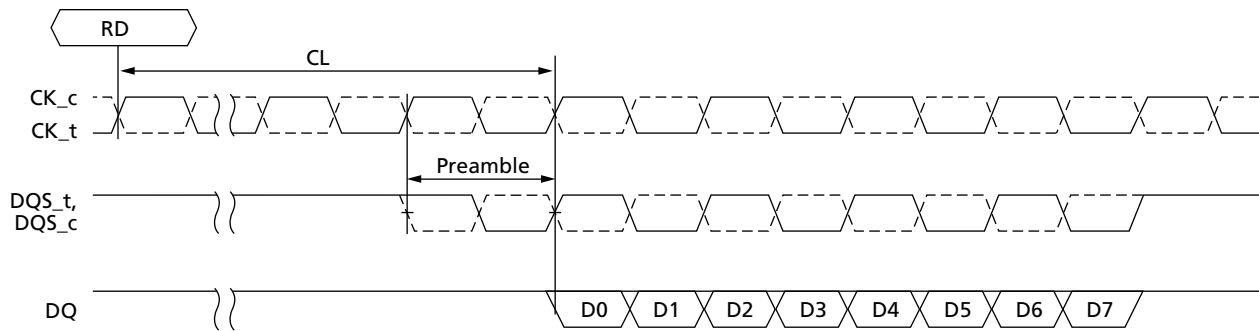 RD
CL
CK_c
CK_t
Preamble
DQS_t,
DQS_c
DQ
D0 D1 D2 D3 D4 D5 D6 D7